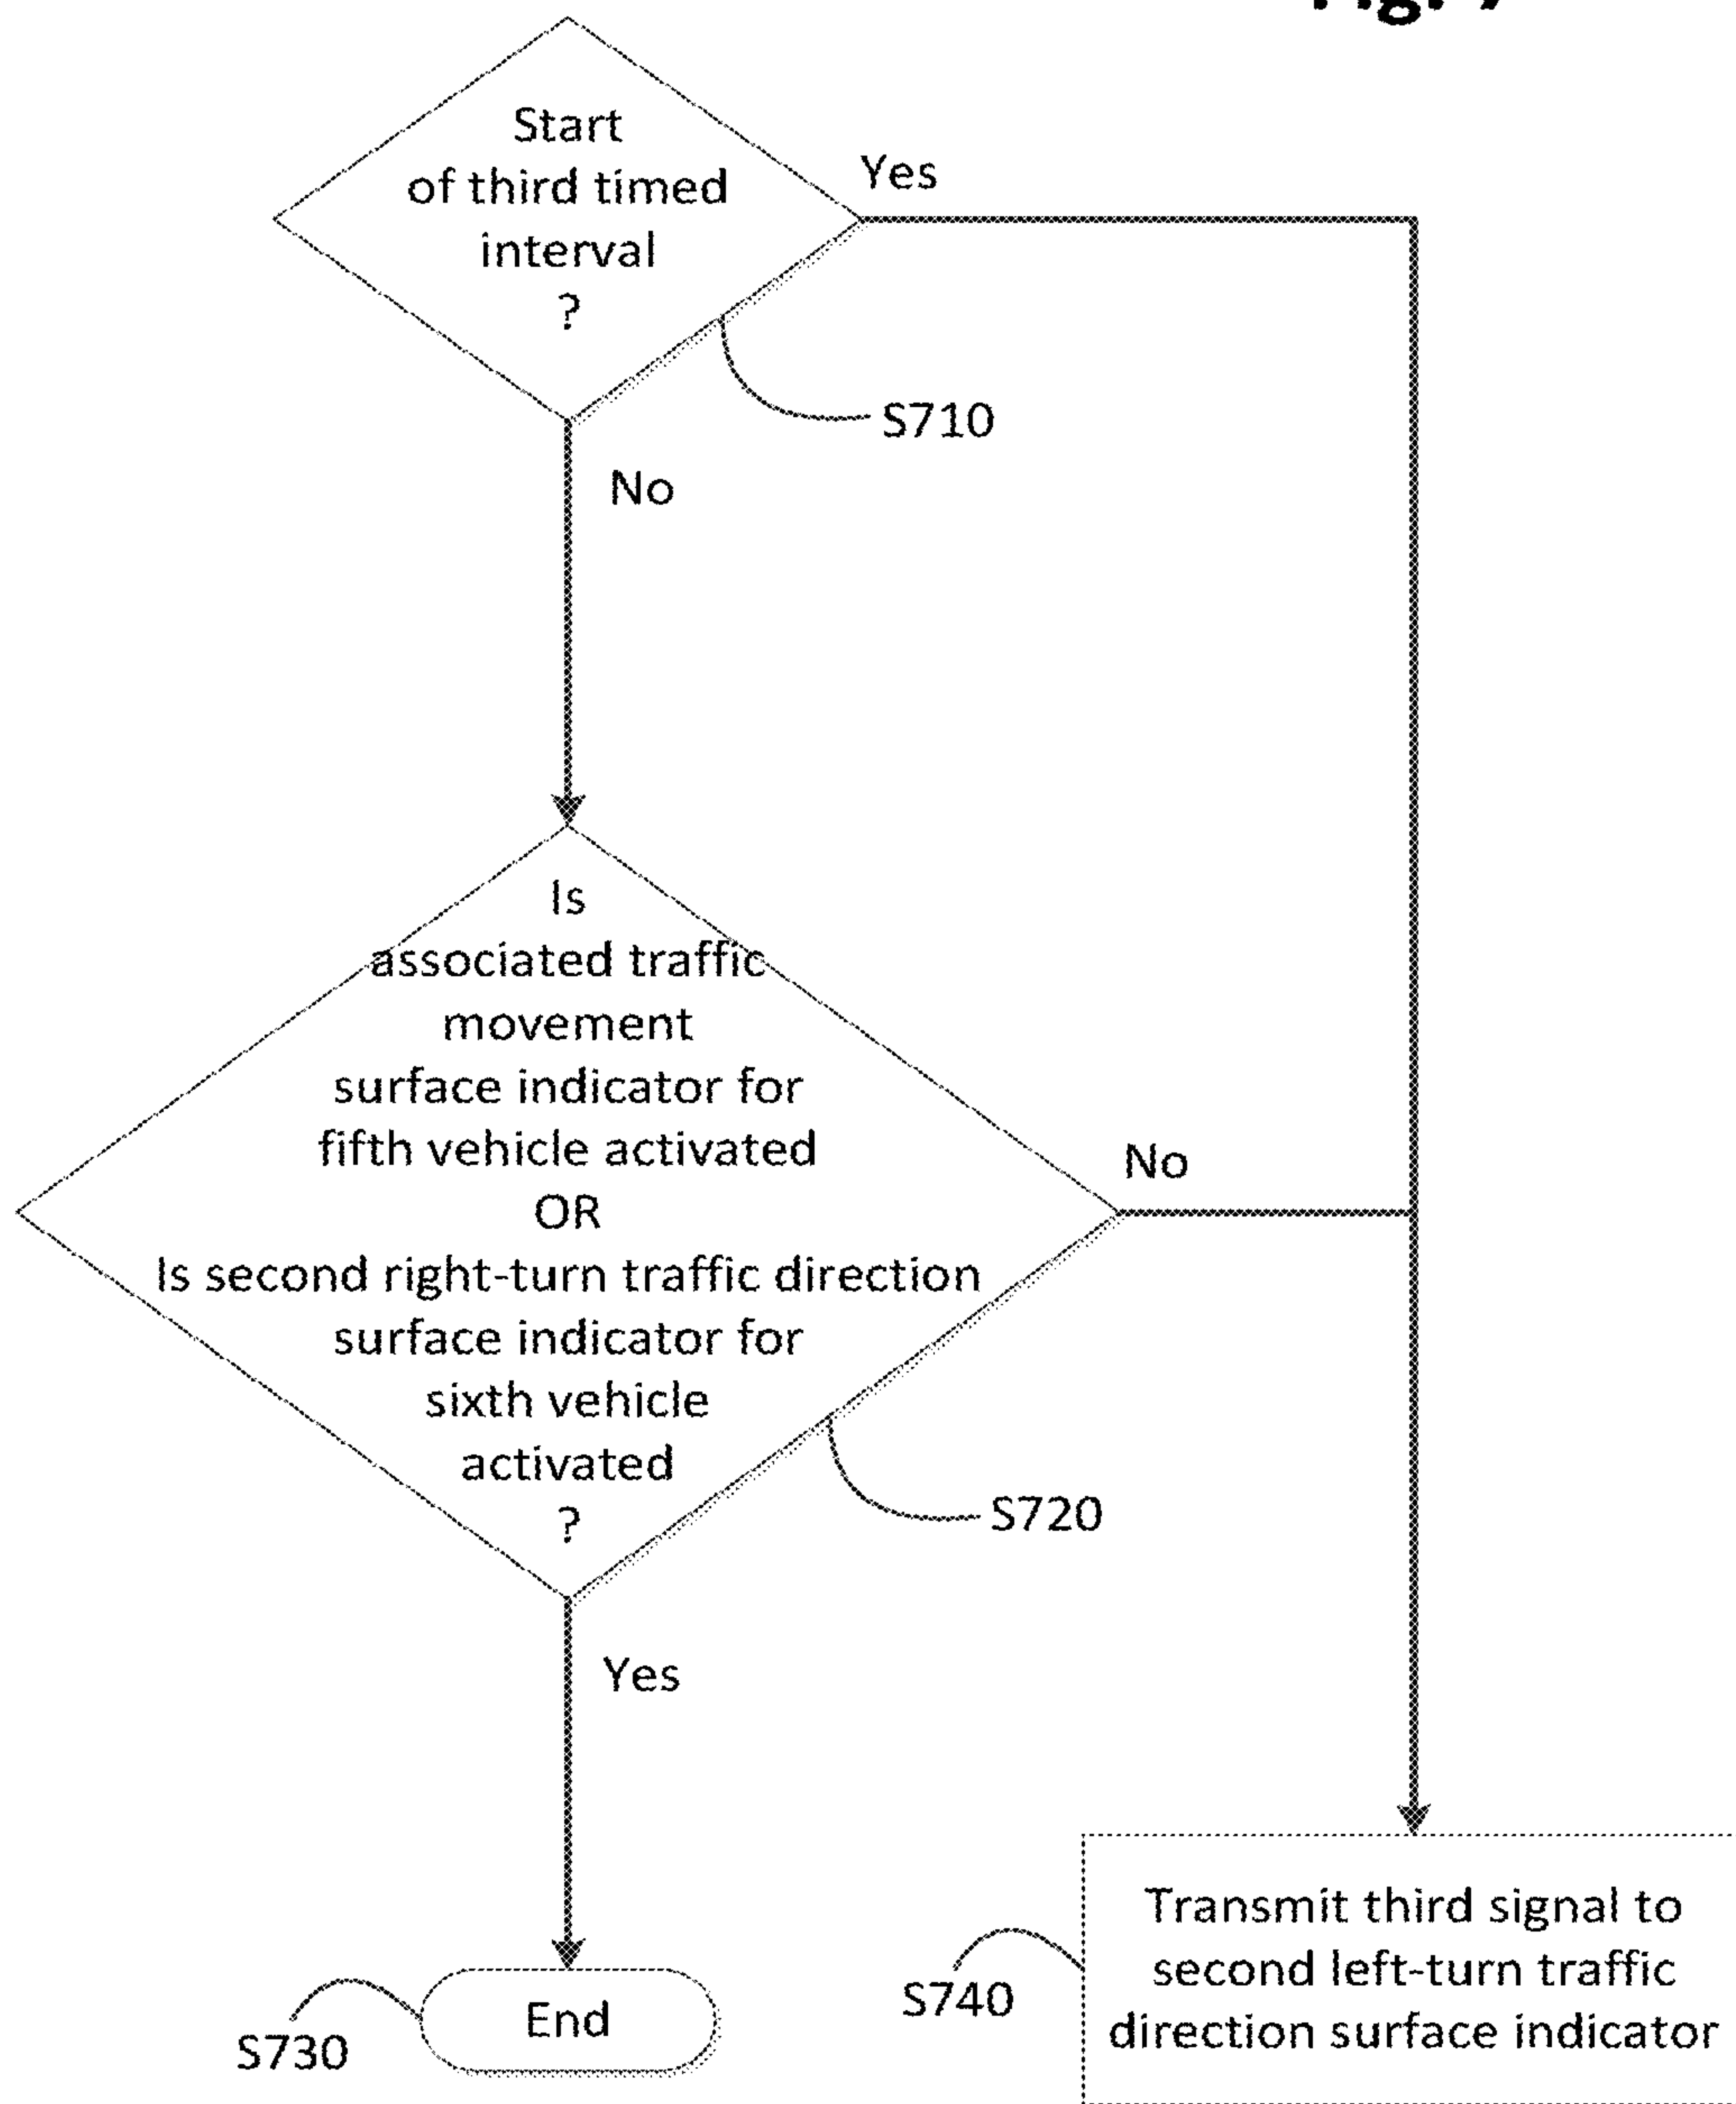 Start
of third timed
interval
?
Yes
S710
No
Is
associated traffic
movement
surface indicator for
fifth vehicle activated
OR
Is second right-turn traffic direction
surface indicator for
sixth vehicle
activated
?
No
S720
Yes
End
S730
S740
Transmit third signal to
second left-turn traffic
direction surface indicator